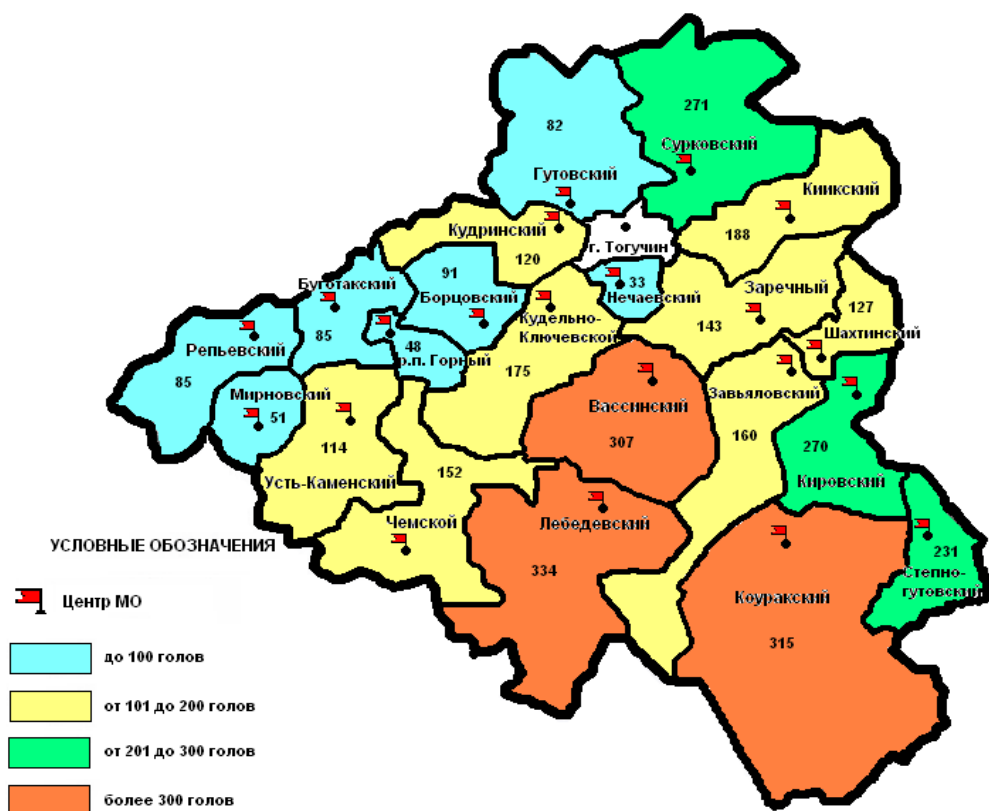 271
82
Сурковский
Гутовский
Киикский
188
Кудринский
120
г. Тогучин
91
33
Нечаевский
Заречный
127
Буготакский
Борцовский
Кудельно-
Ключевской
143
Шахтинский
Репьевский
85
48
р.п. Горный
175
85
Мирновский
51
Вассинский
307
Завьяловский
160
114
Усть-Каменский
152
270
Кировский
Чемской
Лебедевский
334
231
Степно-
гутовский
Коуракский
315
УСЛОВНЫЕ ОБОЗНАЧЕНИЯ
Центр МО
до 100 голов
от 101 до 200 голов
от 201 до 300 голов
более 300 голов